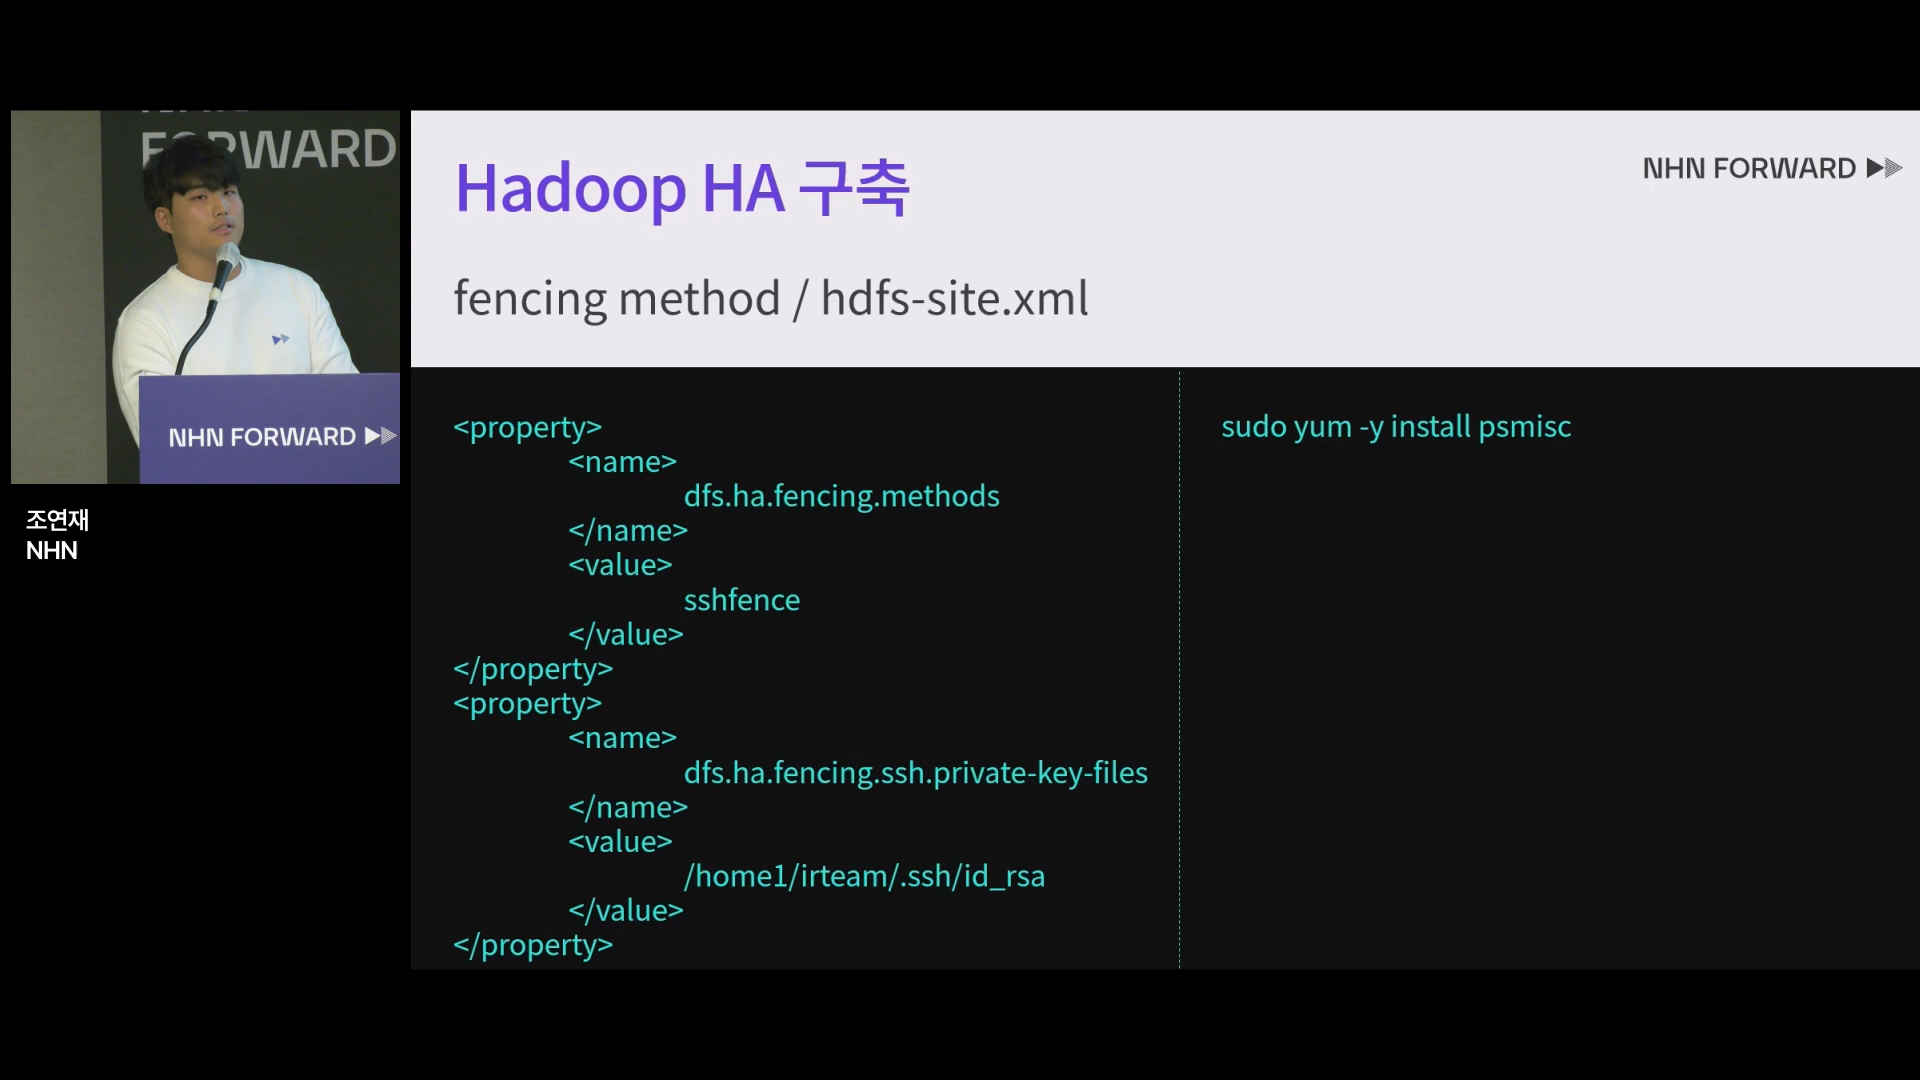 FORWARD
NHN FORWARD
조연재
NHN
Hadoop HA 구축
NHN FORWARD
fencing method / hdfs-site.xml
<property>
<name>
dfs.ha.fencing.methods
</name>
<value>
sshfence
</value>
</property>
<property>
<name>
dfs.ha.fencing.ssh.private-key-files
</name>
<value>
/home1/irteam/.ssh/id_rsa
</value>
</property>
sudo yum -y install psmisc